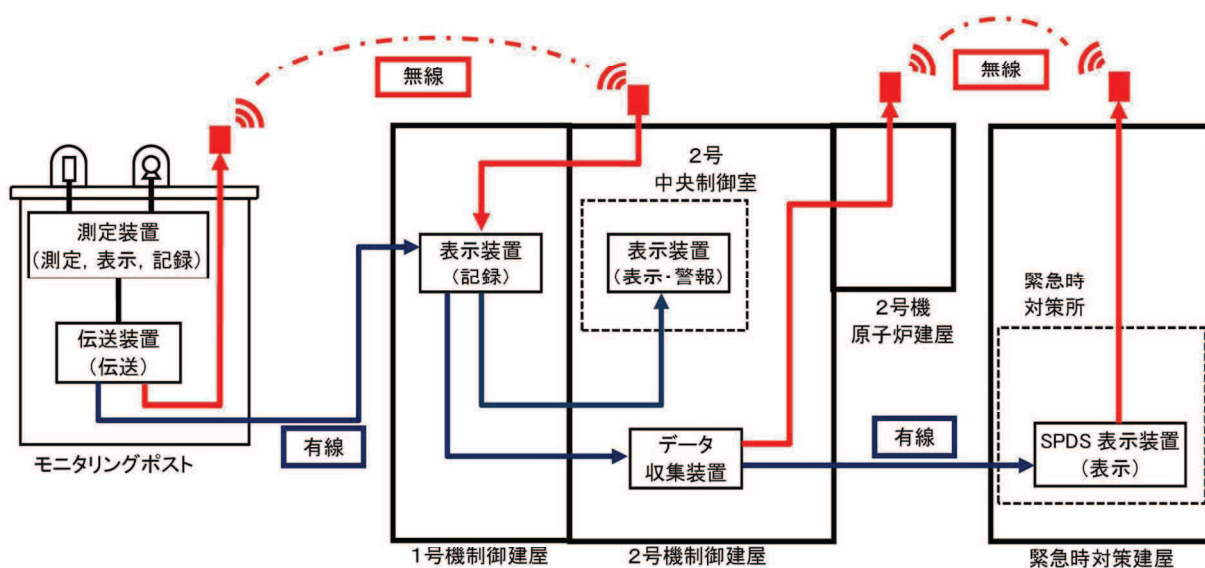 無線
無線
2号
中央制御室
測定装置
(測定，表示，記録)
表示装置
(記録)
表示装置
(表示・警報)
2号機
原子炉建屋
緊急時
対策所
伝送装置
(伝送)
有線
モニタリングポスト
データ
収集装置
有線
SPDS 表示装置
(表示)
1号機制御建屋
2号機制御建屋
緊急時対策建屋